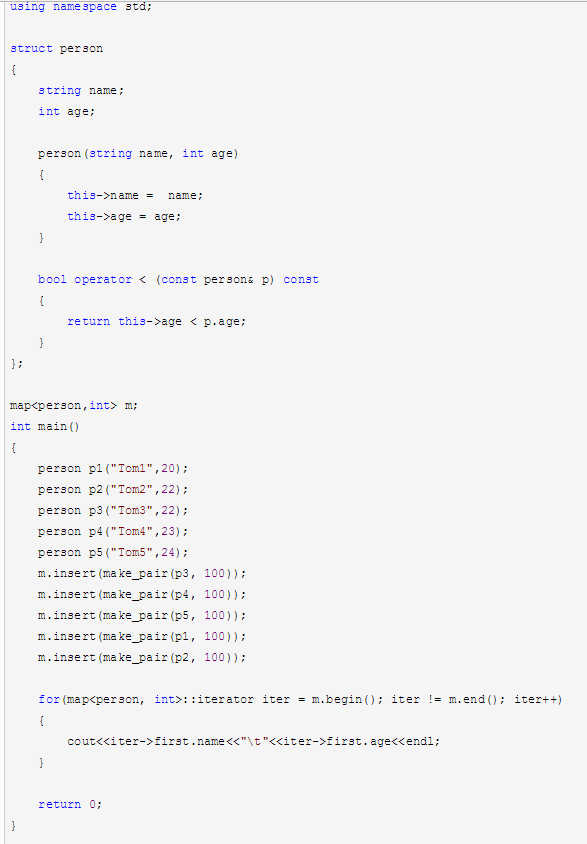 using namespace std;
struct person
{
string name;
int age;
person(string name, int age)
{
this->name =  name;
this->age = age;
}
bool operator < (const person& p) const
{
return this->age < p.age;
}
};
map<person,int> m;
int main()
{
person p1("Tom1",20);
person p2("Tom2",22);
person p3("Tom3",22);
person p4("Tom4",23);
person p5("Tom5",24);
m.insert(make_pair(p3, 100));
m.insert(make_pair(p4, 100));
m.insert(make_pair(p5, 100));
m.insert(make_pair(p1, 100));
m.insert(make_pair(p2, 100));
for(map<person, int>::iterator iter = m.begin(); iter != m.end(); iter++)
{
cout<<iter->first.name<<"\t"<<iter->first.age<<endl;
}
return 0;
}